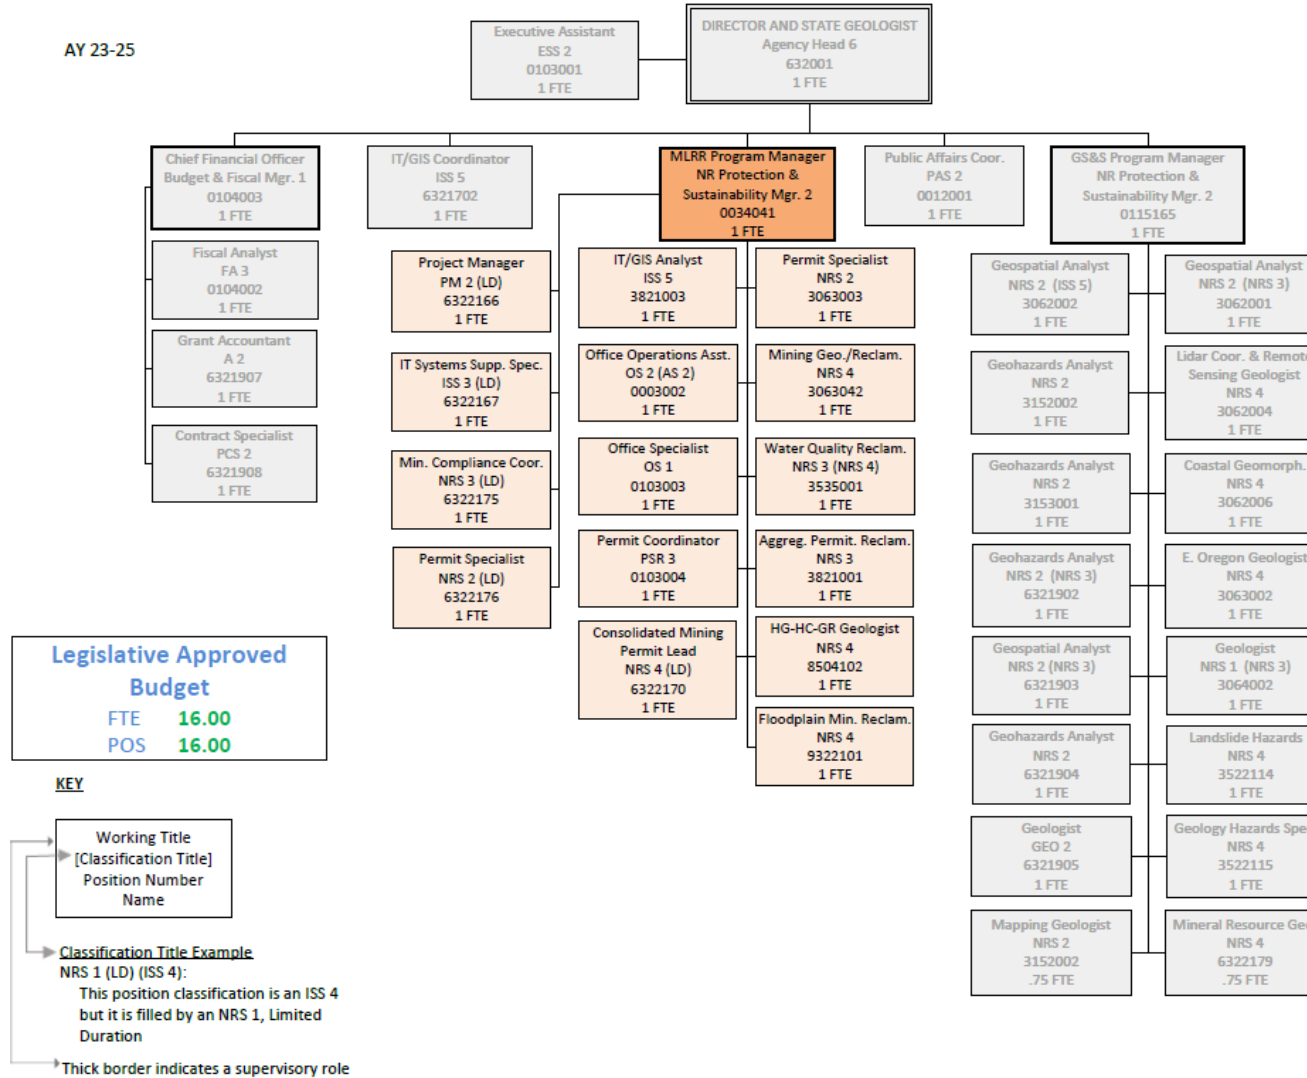 AY 23-25
Executive Assistant
ESS 2
0103001
1 FTE
DIRECTOR AND STATE GEOLOGIST
Agency Head 6
632001
1 FTE
Chief Financial Officer
Budget & Fiscal Mgr. 1
0104003
1 FTE
IT/GIS Coordinator
ISS 5
6321702
1 FTE
MLRR Program Manager
NR Protection &
Sustainability Mgr. 2
0034041
1 FTE
Public Affairs Coor.
PAS 2
0012001
1 FTE
GS&S Program Manager
NR Protection &
Sustainability Mgr. 2
0115165
1 FTE
Fiscal Analyst
FA 3
0104002
1 FTE
Grant Accountant
A 2
6321907
1 FTE
Contract Specialist
PCS 2
6321908
1 FTE
Project Manager
PM 2 (LD)
6322166
1 FTE
IT Systems Supp. Spec.
ISS 3 (LD)
6322167
1 FTE
Min. Compliance Coor.
NRS 3 (LD)
6322175
1 FTE
Permit Specialist
NRS 2 (LD)
6322176
1 FTE
IT/GIS Analyst
ISS 5
3821003
1 FTE
Office Operations Asst.
OS 2 (AS 2)
0003002
1 FTE
Office Specialist
OS 1
0103003
1 FTE
Permit Coordinator
PSR 3
0103004
1 FTE
Consolidated Mining
Permit Lead
NRS 4 (LD)
6322170
1 FTE
Permit Specialist
NRS 2
3063003
1 FTE
Mining Geo./Reclam.
NRS 4
3063042
1 FTE
Water Quality Reclam.
NRS 3 (NRS 4)
3535001
1 FTE
Aggreg. Permit. Reclam.
NRS 3
3821001
1 FTE
HG-HC-GR Geologist
NRS 4
8504102
1 FTE
Floodplain Min. Reclam.
NRS 4
9322101
1 FTE
Geospatial Analyst
NRS 2 (ISS 5)
3062002
1 FTE
Geohazards Analyst
NRS 2
3152002
1 FTE
Geohazards Analyst
NRS 2
3153001
1 FTE
Geohazards Analyst
NRS 2 (NRS 3)
6321902
1 FTE
Geospatial Analyst
NRS 2 (NRS 3)
6321903
1 FTE
Geohazards Analyst
NRS 2
6321904
1 FTE
Geologist
GEO 2
6321905
1 FTE
Mapping Geologist
NRS 2
3152002
.75 FTE
Geospatial Analyst
NRS 2 (NRS 3)
3062001
1 FTE
Lidar Coor. & Remot
Sensing Geologist
NRS 4
3062004
1 FTE
Coastal Geomorph.
NRS 4
3062006
1 FTE
E. Oregon Geologist
NRS 4
3063002
1 FTE
Geologist
NRS 1 (NRS 3)
3064002
1 FTE
Landslide Hazards
NRS 4
3522114
1 FTE
Geology Hazards Spe
NRS 4
3522115
1 FTE
Mineral Resource Ge
NRS 4
6322179
.75 FTE
Legislative Approved
Budget
FTE 16.00
POS 16.00
KEY
Working Title
[Classification Title]
Position Number
Name
Classification Title Example
NRS 1 (LD) (ISS 4):
This position classification is an ISS 4
but it is filled by an NRS 1, Limited
Duration
Thick border indicates a supervisory role